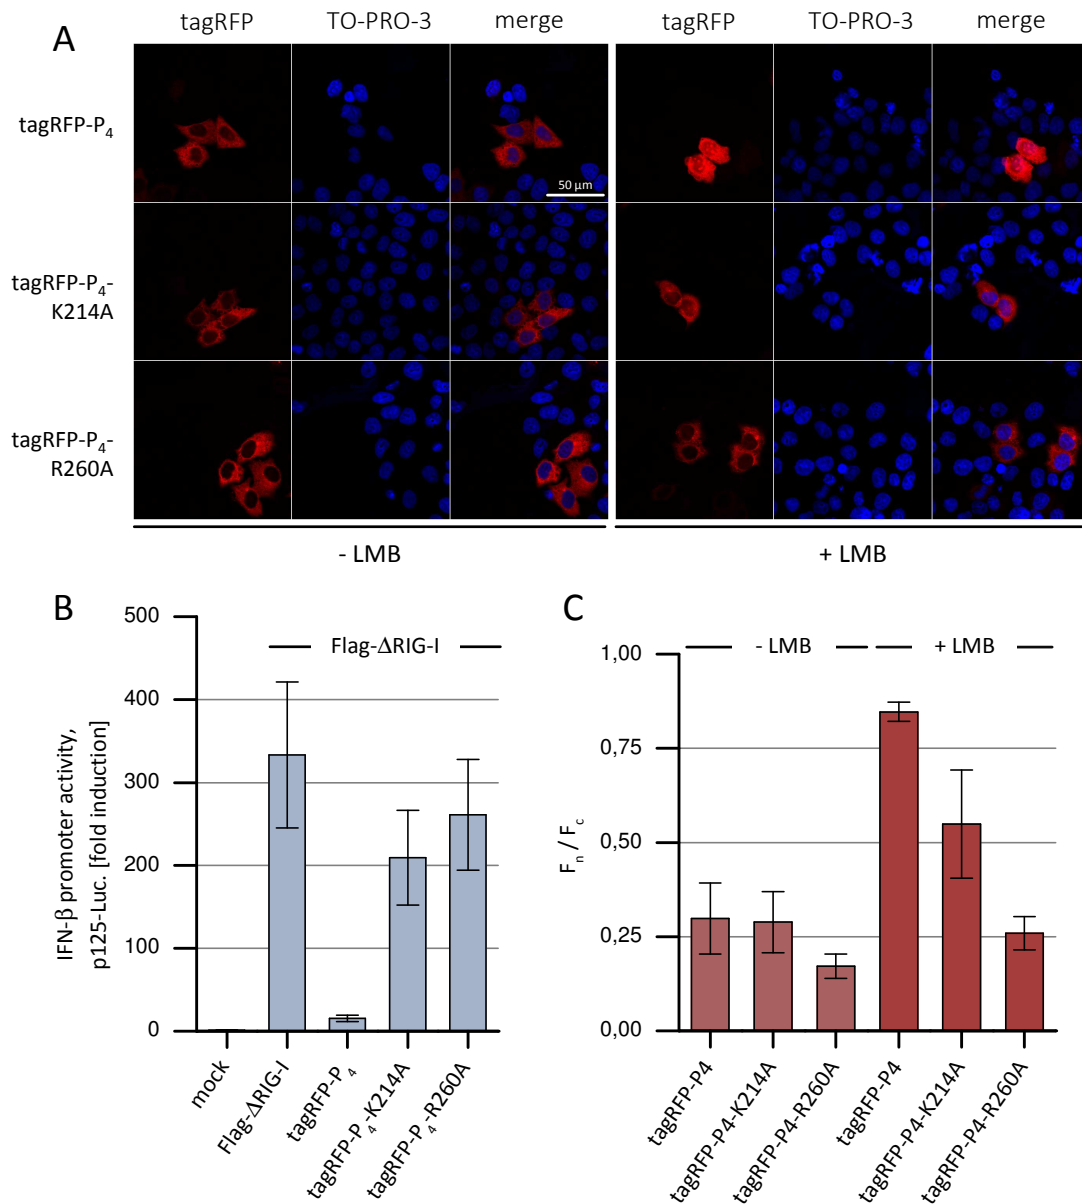 A
tagRFP TO-PRO-3 merge tagRFP TO-PRO-3 merge
tagRFP-P4
50 µm
tagRFP-P4-
K214A
tagRFP-P4-
R260A
- LMB + LMB
B
500
400
300
200
100
0
IFN-β promoter activity,
p125-Luc. [fold induction]
Flag-ΔRIG-I
mock
Flag-ΔRIG-I
tagRFP-P4
tagRFP-P4-K214A
tagRFP-P4-R260A
C
- LMB + LMB
1,00
0,75
0,50
0,25
0,00
Fn / Fc
tagRFP-P4
tagRFP-P4-K214A
tagRFP-P4-R260A
tagRFP-P4
tagRFP-P4-K214A
tagRFP-P4-R260A